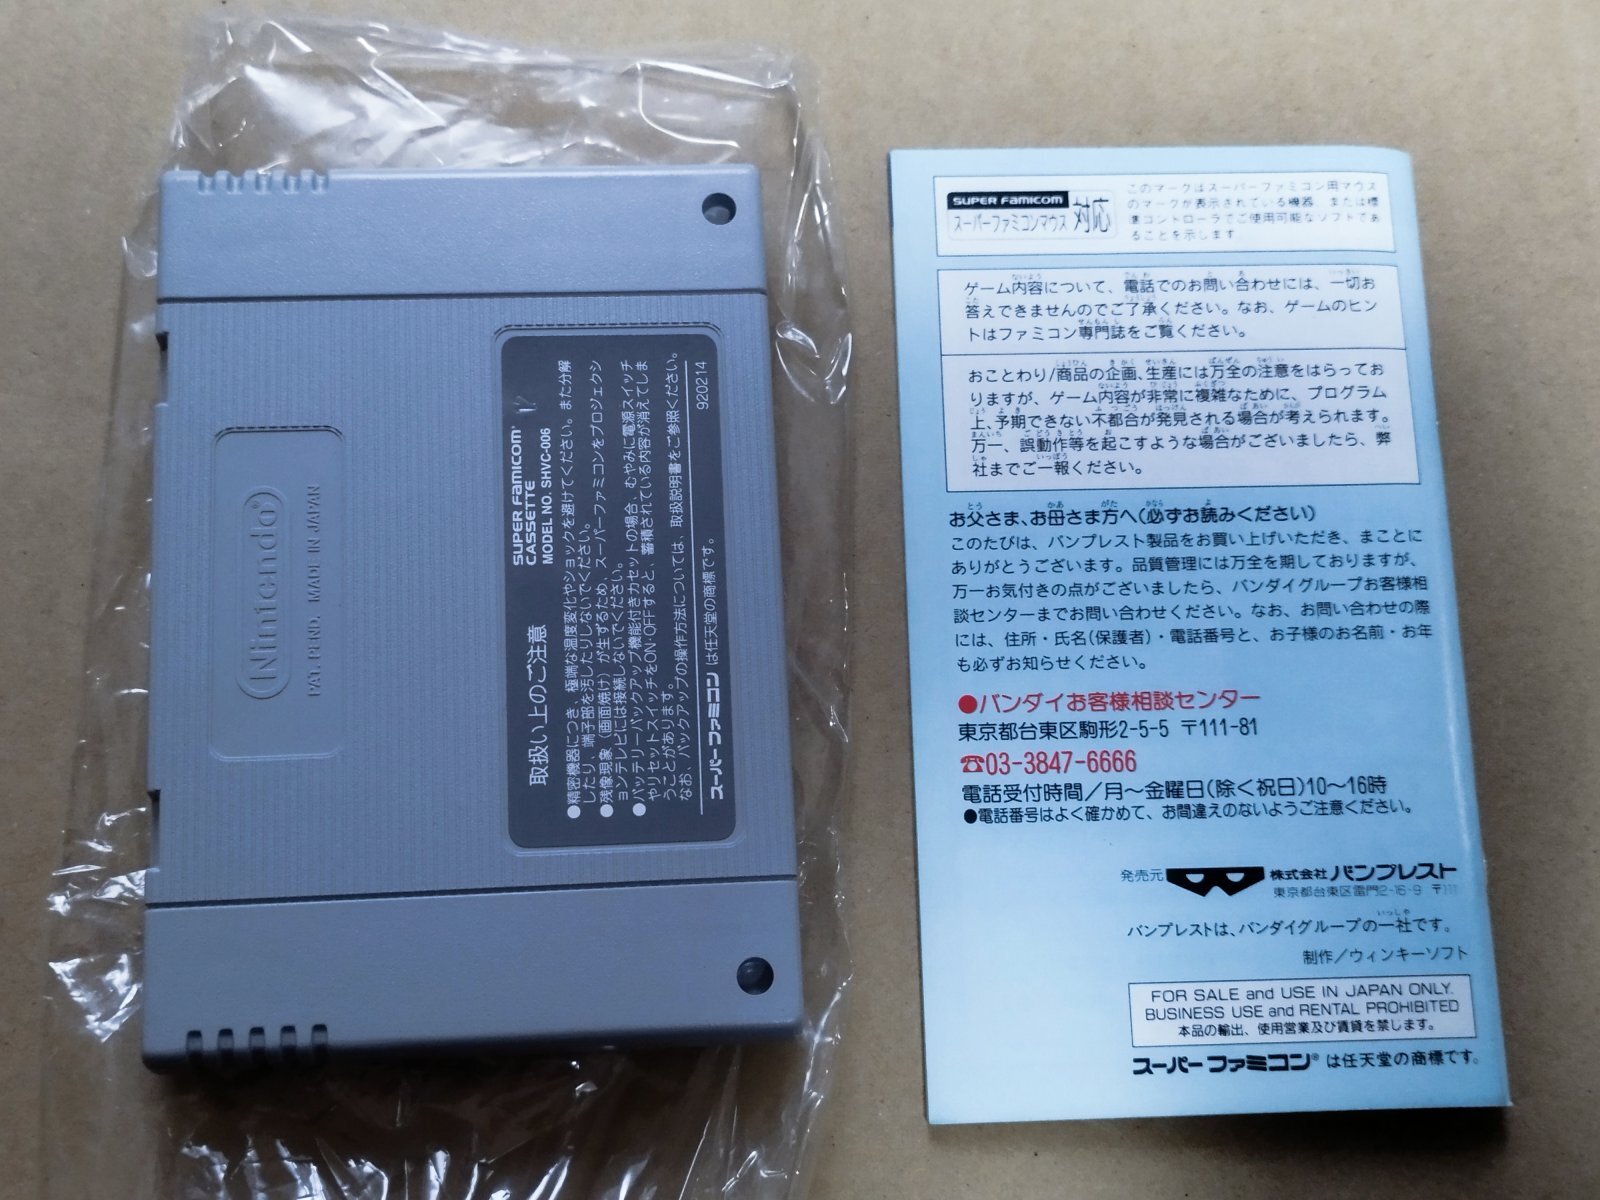 Nintendo
PAT. PEND. MADE IN JAPAN
取扱い上のご注意
SUPER FAMICOM
CASSETTE
MODEL NO. SHVC-006
●精密機器につき、極端な温度変化やショックを避けてください。また分解
したり、端子部を汚したりしないでください。
●残像現象(画面焼け)が生ずるため、スーパーファミコンをプロジェクシ
ョンテレビには接続しないでください。
●バッテリーバックアップ機能付きカセットの場合、むやみに電源スイッチ
やリセットスイッチをON・OFFすると、蓄積されている内容が消えてしま
うことがあります。
なお、バックアップの操作方法については、取扱説明書をご参照ください。
スーパーファミコン は任天堂の商標です。
920214
SUPER FAMICOM
スーパーファミコンマウス 対応
このマークはスーパーファミコン用マウス
のマークが表示されている機器、または標
準コントローラでご使用可能なソフトであ
ることを示します。
ゲーム内容について、電話でのお問い合わせには、一切お
答えできませんのでご了承ください。なお、ゲームのヒン
トはファミコン専門誌をご覧ください。
おことわり/商品の企画、生産には万全の注意をはらってお
りますが、ゲーム内容が非常に複雑なために、プログラム
上、予期できない不都合が発見される場合が考えられます。
万一、誤動作等を起こすような場合がございましたら、弊
社までご一報ください。
お父さま、お母さま方へ(必ずお読みください)
このたびは、バンプレスト製品をお買い上げいただき、まことに
ありがとうございます。品質管理には万全を期しておりますが、
万一お気付きの点がございましたら、バンダイグループお客様相
談センターまでお問い合わせください。なお、お問い合わせの際
には、住所・氏名(保護者)・電話番号と、お子様のお名前・お年
も必ずお知らせください。
●バンダイお客様相談センター
東京都台東区駒形2-5-5 〒111-81
☎03-3847-6666
電話受付時間/月〜金曜日(除く祝日)10〜16時
●電話番号はよく確かめて、お間違えのないようご注意ください。
発売元 株式会社 バンプレスト
東京都台東区雷門2-16-9 〒111
バンプレストは、バンダイグループの一社です。
制作/ウィンキーソフト
FOR SALE and USE IN JAPAN ONLY.
BUSINESS USE and RENTAL PROHIBITED
本品の輸出、使用営業及び賃貸を禁じます。
スーパーファミコン® は任天堂の商標です。